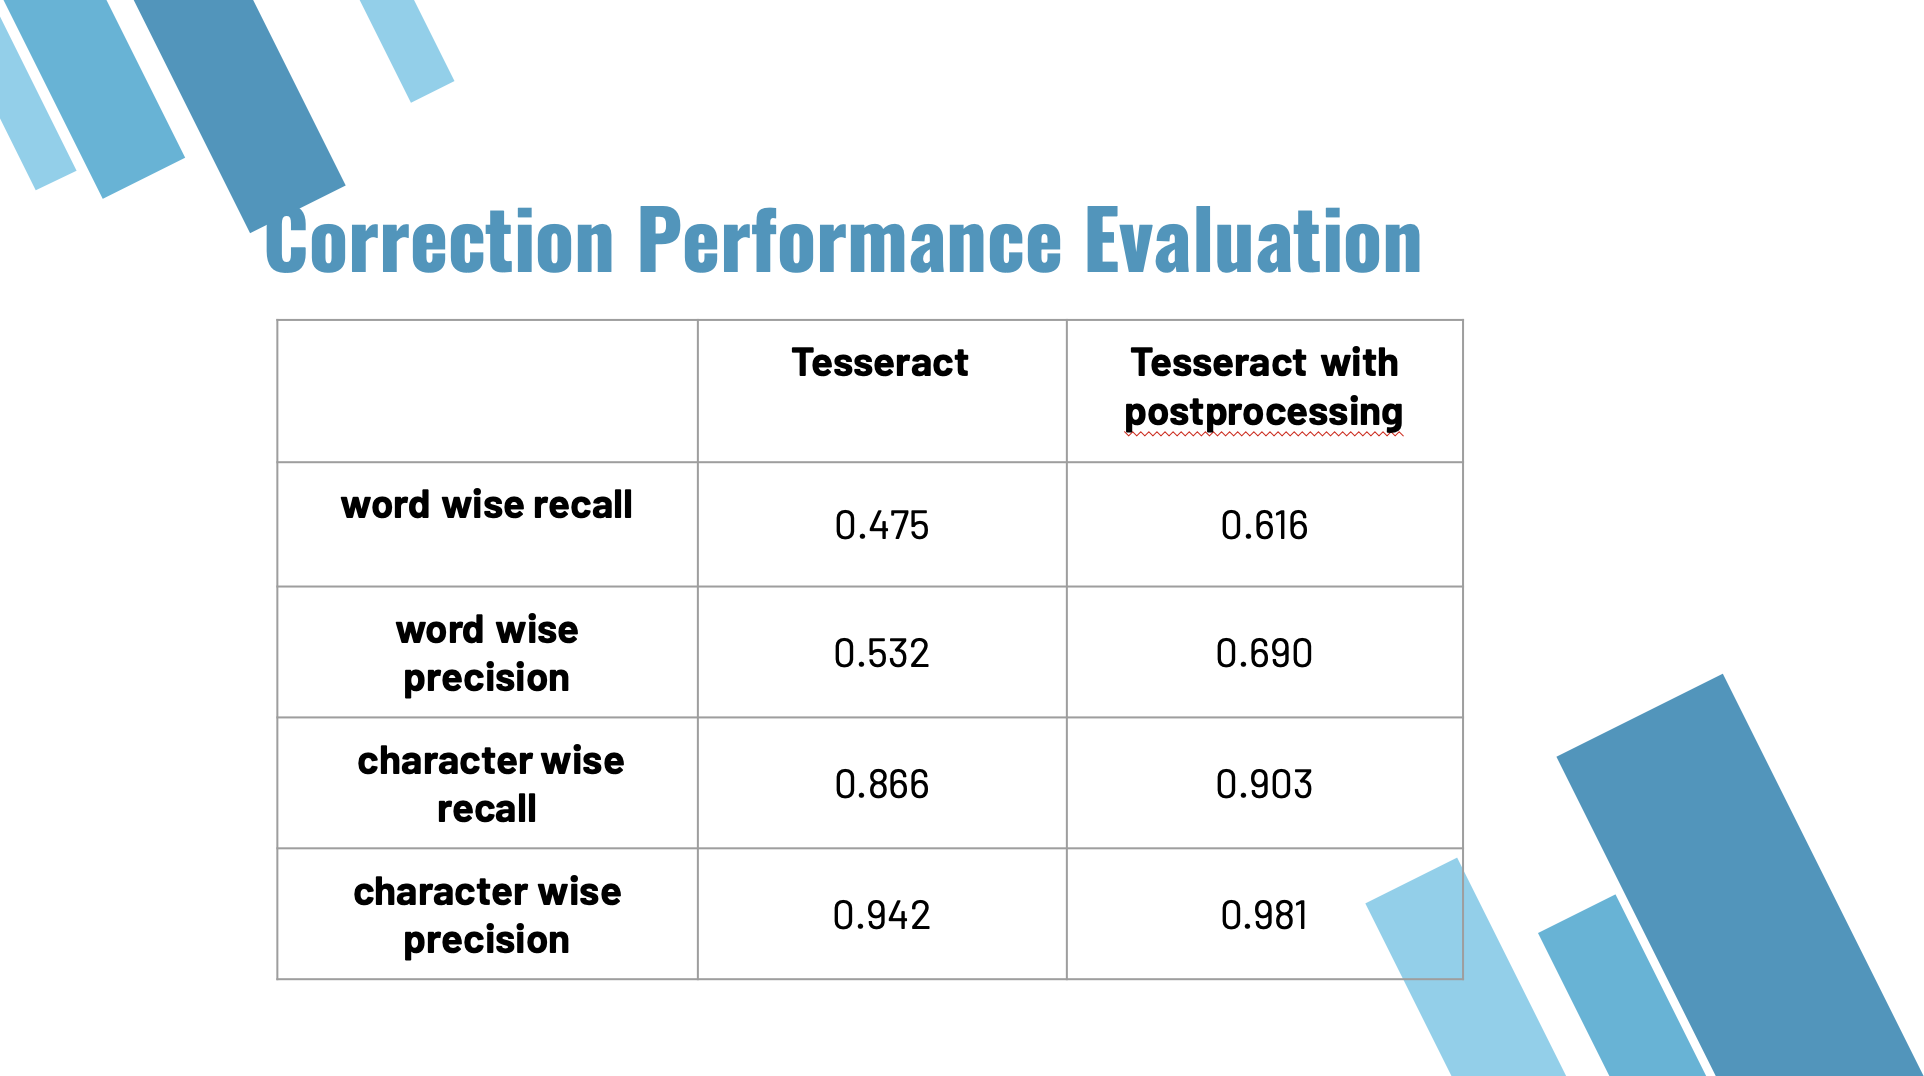 Correction Performance Evaluation
Tesseract
Tesseract with
postprocessing
word wise recall
0.475
0.616
word wise
precision
0.532
0.690
character wise
recall
0.866
0.903
character wise
precision
0.942
0.981